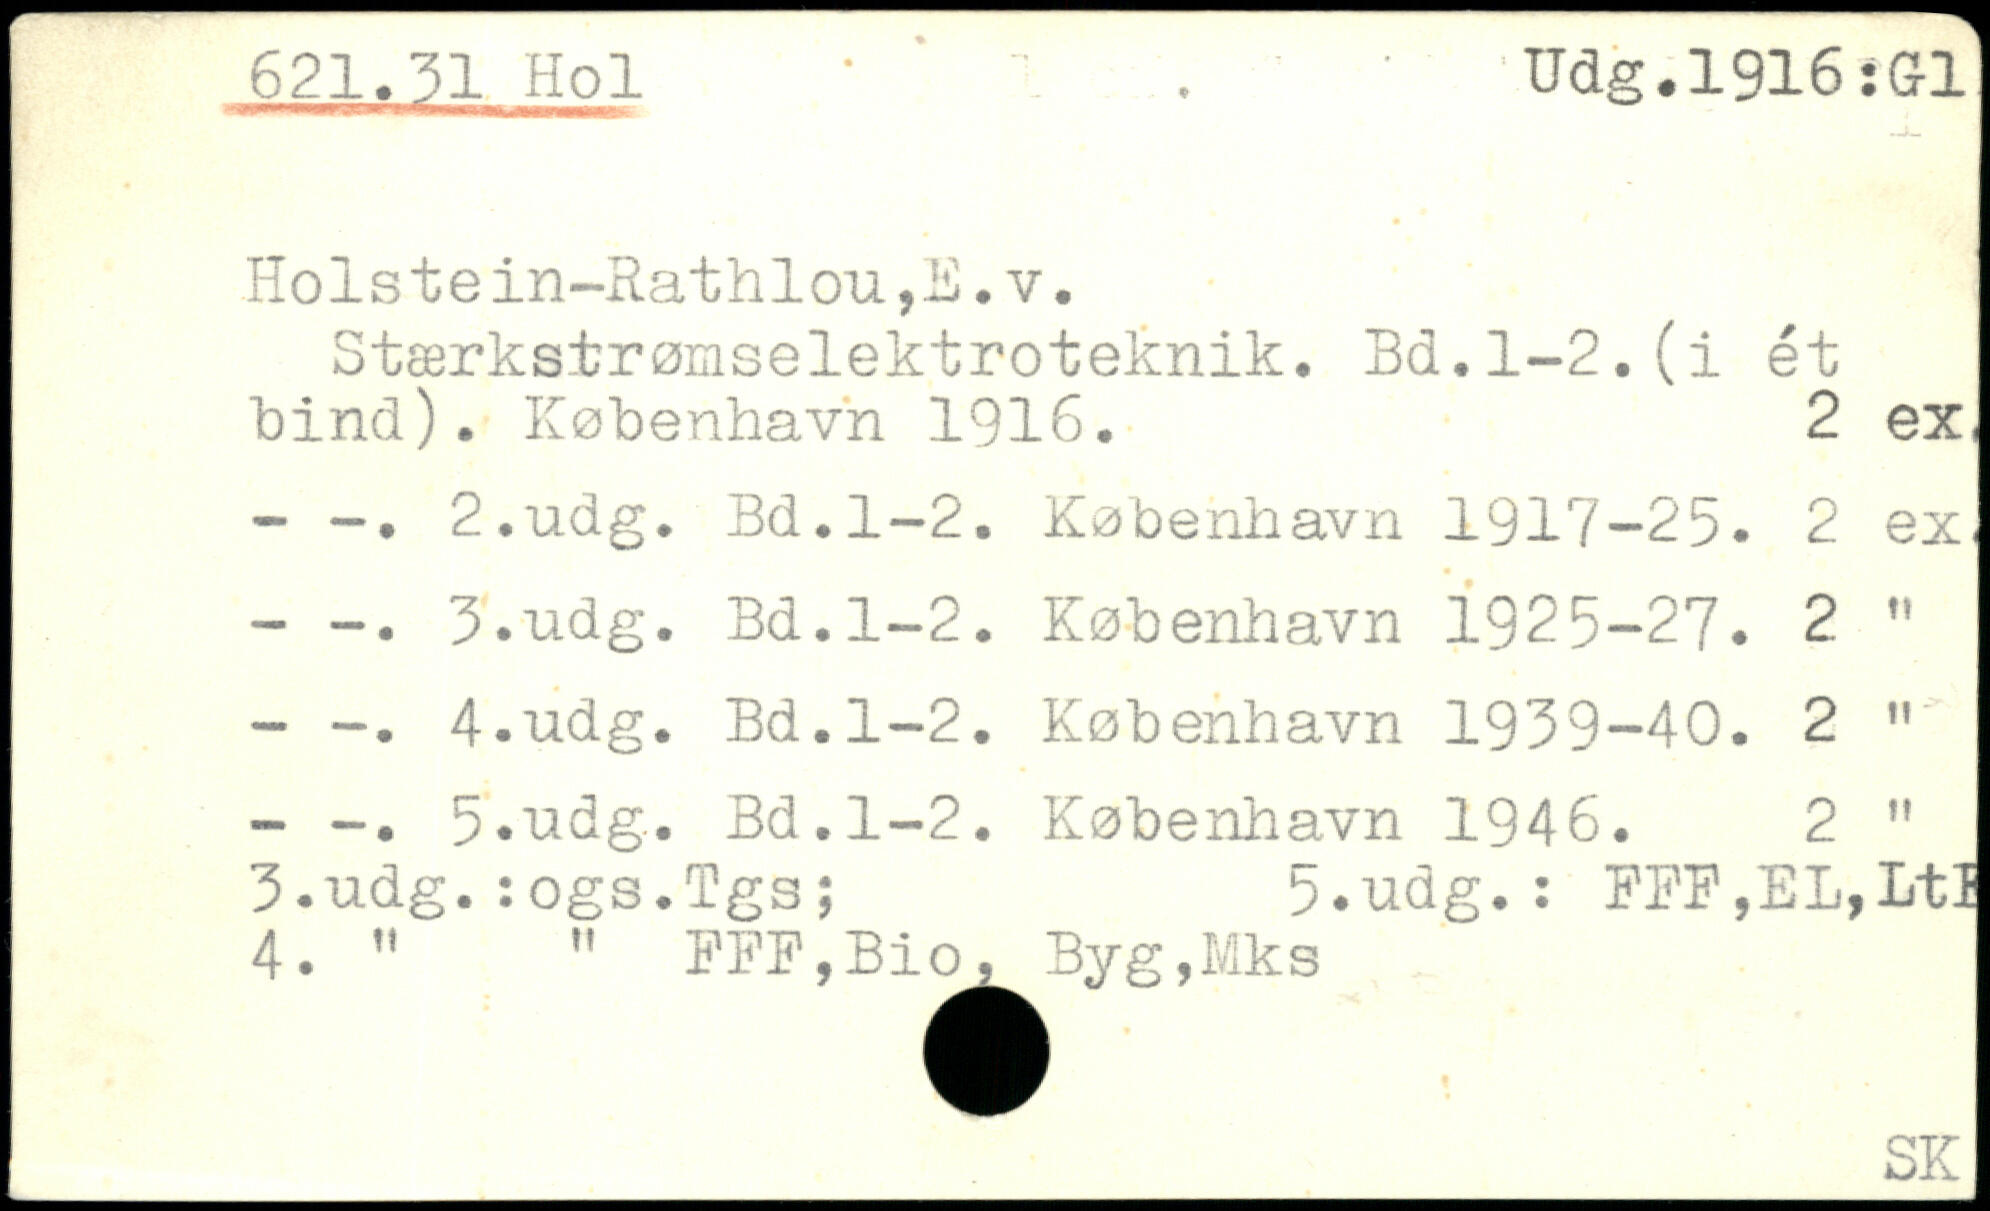 621.31 Hol Udg.1916:Gl
Holstein-Rathlou,E.v.
Stærkstrømselektroteknik. Bd.1-2.(i ét
bind). København 1916. 2 ex.
- -. 2.udg. Bd.1-2. København 1917-25. 2 ex.
- -. 3.udg. Bd.1-2. København 1925-27. 2 "
- -. 4.udg. Bd.1-2. København 1939-40. 2 "
- -. 5.udg. Bd.1-2. København 1946. 2 "
3.udg.:ogs.Tgs; 5.udg.: FFF,EL,
4. " " FFF,Bio, Byg,Mks
SK